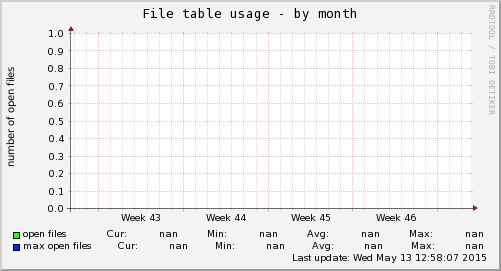 File table usage - by month
RRDTOOL / TOBI OETIKER
number of open files
1.0
0.9
0.8
0.7
0.6
0.5
0.4
0.3
0.2
0.1
0.0
Week 43 Week 44 Week 45 Week 46
open files Cur: nan Min: nan Avg: nan Max: nan
max open files Cur: nan Min: nan Avg: nan Max: nan
Last update: Wed May 13 12:58:07 2015